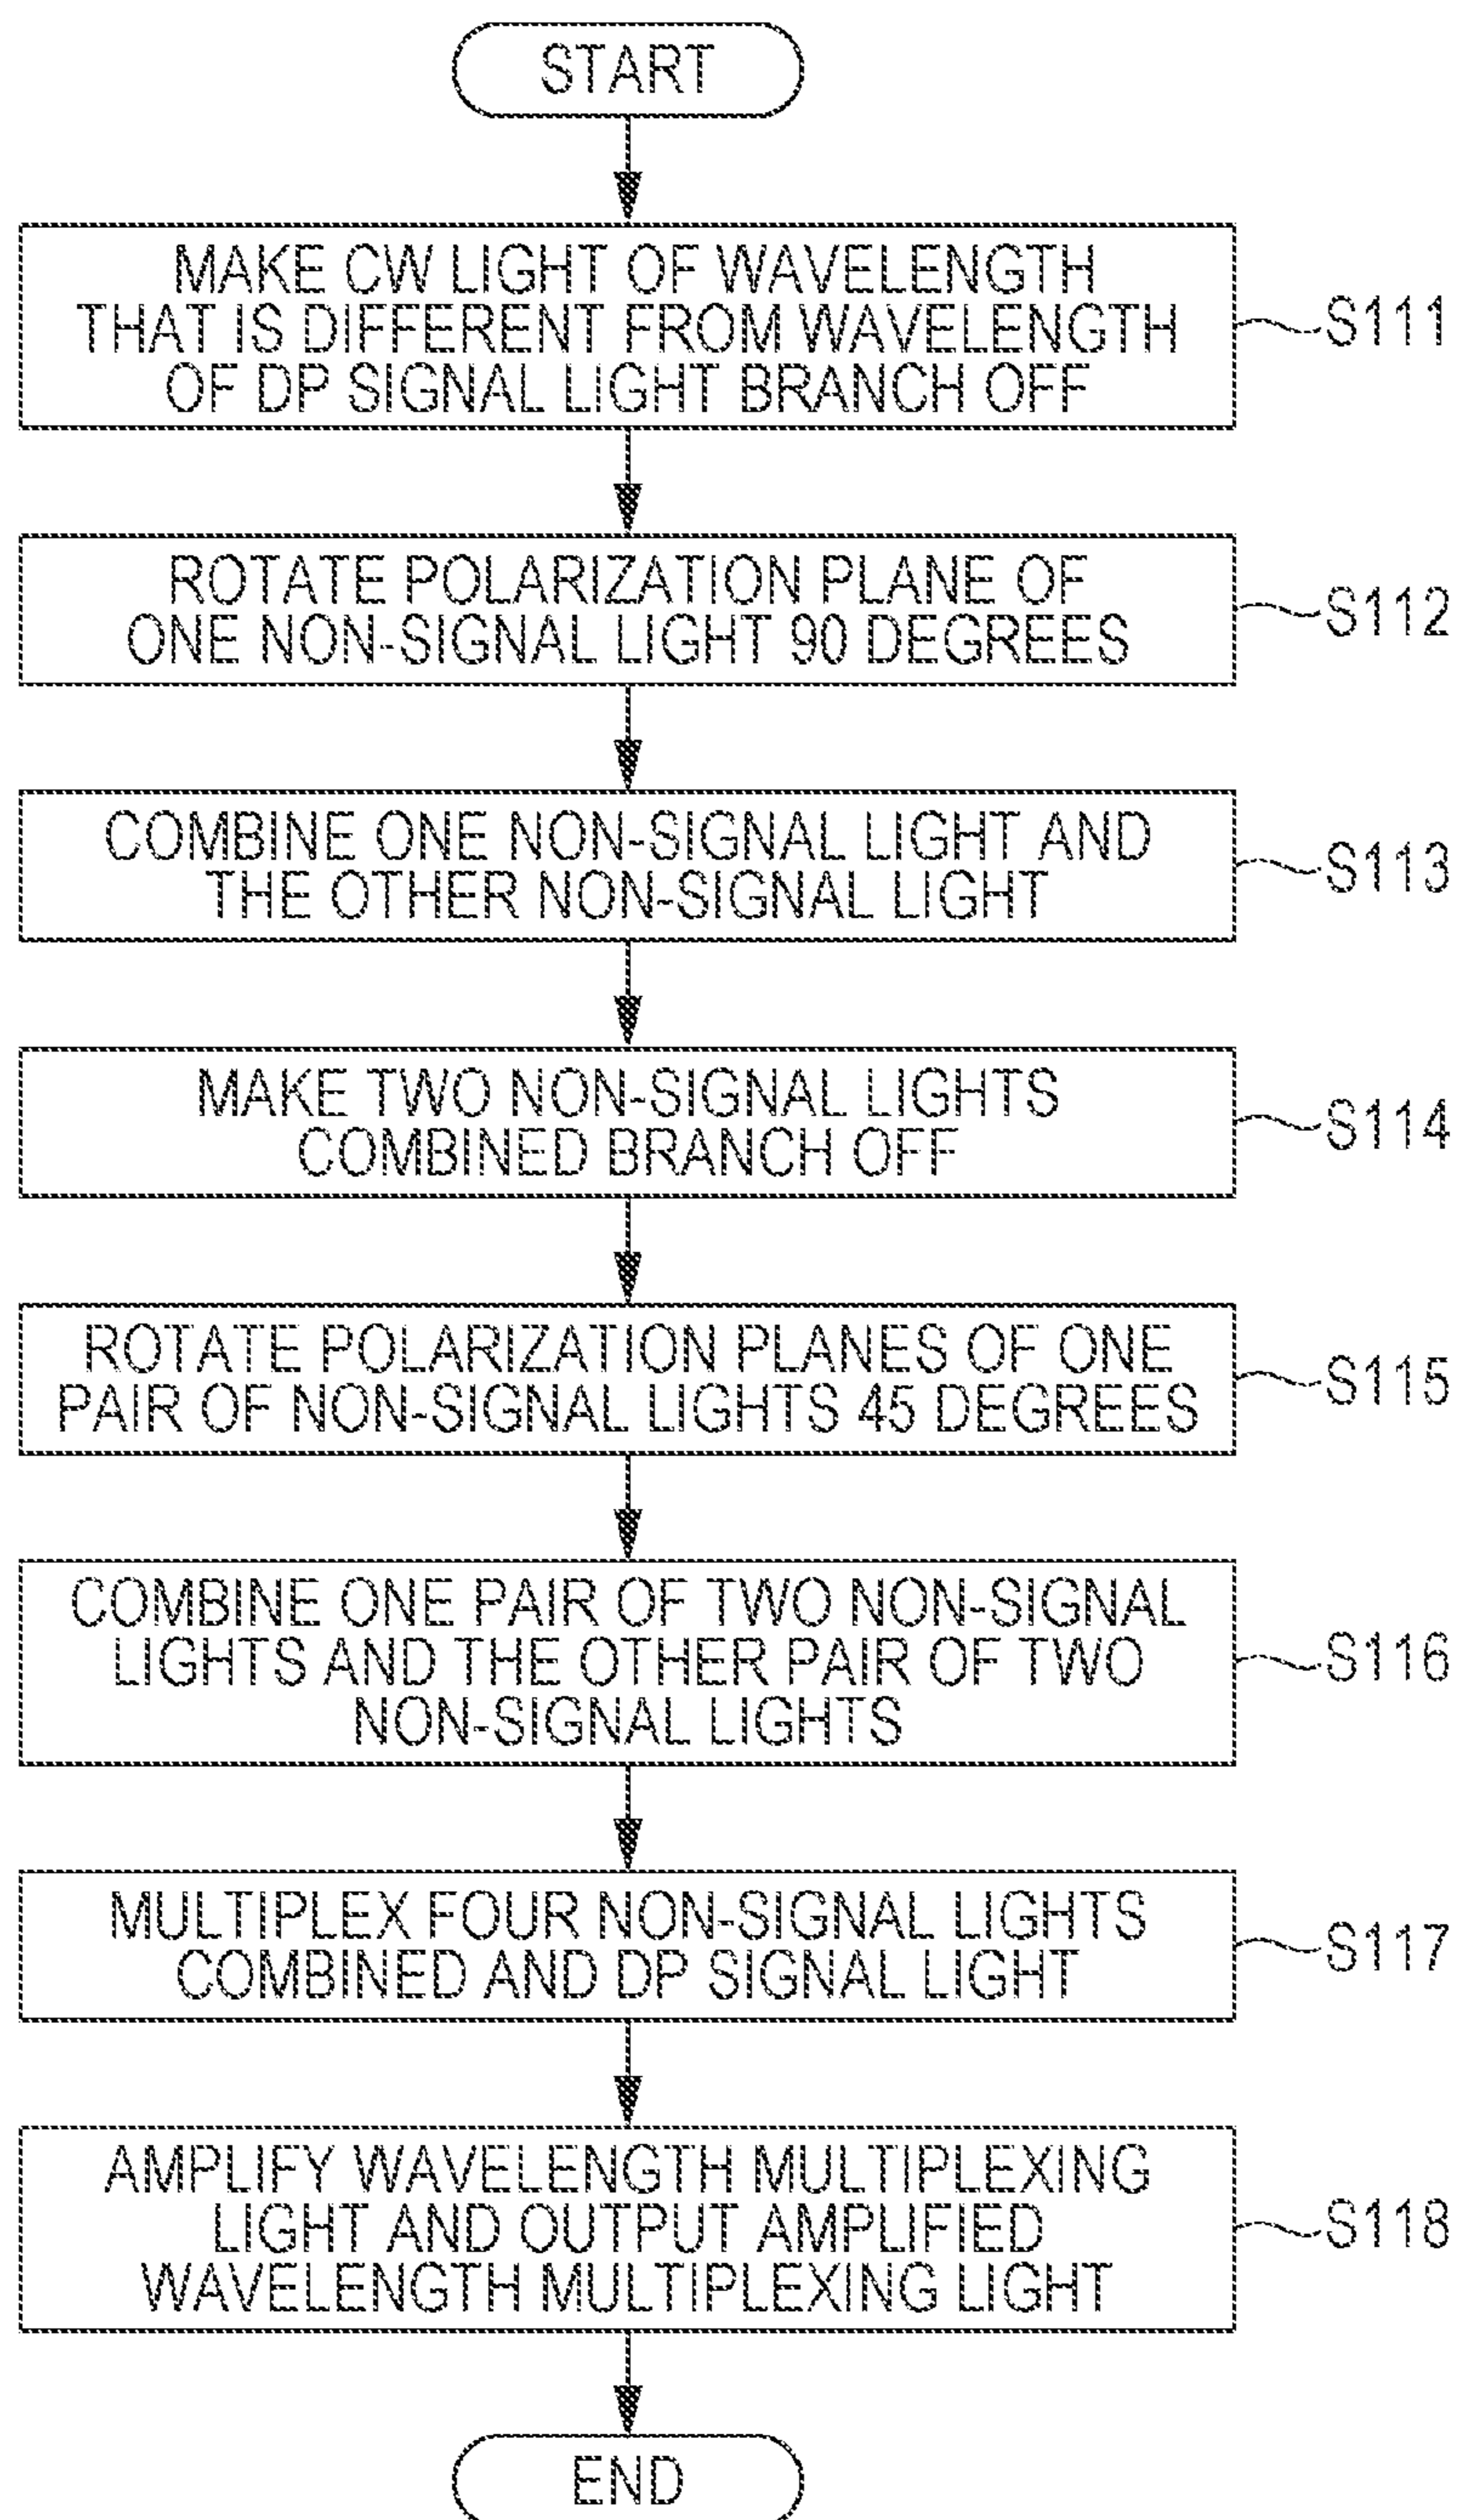 START
MAKE CW LIGHT OF WAVELENGTH
THAT IS DIFFERENT FROM WAVELENGTH
OF DP SIGNAL LIGHT BRANCH OFF
S111
ROTATE POLARIZATION PLANE OF
ONE NON-SIGNAL LIGHT 90 DEGREES
S112
COMBINE ONE NON-SIGNAL LIGHT AND
THE OTHER NON-SIGNAL LIGHT
S113
MAKE TWO NON-SIGNAL LIGHTS
COMBINED BRANCH OFF
S114
ROTATE POLARIZATION PLANES OF ONE
PAIR OF NON-SIGNAL LIGHTS 45 DEGREES
S115
COMBINE ONE PAIR OF TWO NON-SIGNAL
LIGHTS AND THE OTHER PAIR OF TWO
NON-SIGNAL LIGHTS
S116
MULTIPLEX FOUR NON-SIGNAL LIGHTS
COMBINED AND DP SIGNAL LIGHT
S117
AMPLIFY WAVELENGTH MULTIPLEXING
LIGHT AND OUTPUT AMPLIFIED
WAVELENGTH MULTIPLEXING LIGHT
S118
END